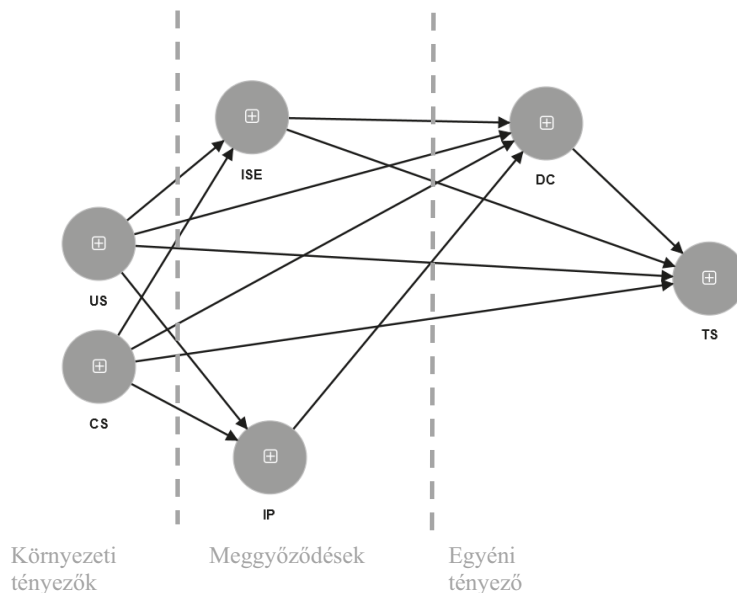 ISE
DC
US
TS
CS
IP
Környezeti
tényezők
Meggyőződések
Egyéni
tényező